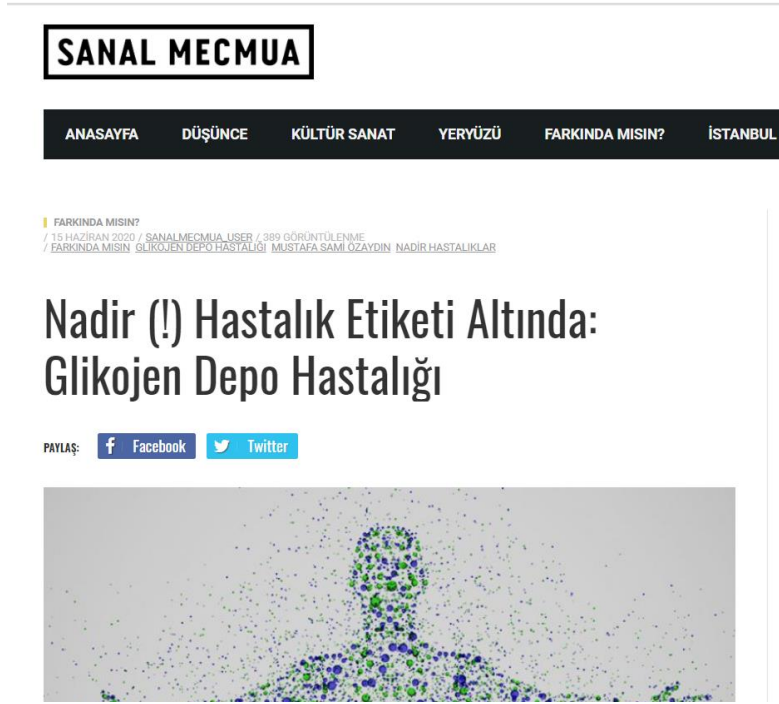 SANAL MECMUA
ANASAYFA DÜŞÜNCE KÜLTÜR SANAT YERYÜZÜ FARKINDA MISIN? İSTANBUL
FARKINDA MISIN?
/ 15 HAZİRAN 2020 / SANALMECMUA_USER / 389 GÖRÜNTÜLENME
/ FARKINDA MISIN GLİKOJEN DEPO HASTALIĞI MUSTAFA SAMİ ÖZAYDIN NADİR HASTALIKLAR
Nadir (!) Hastalık Etiketi Altında:
Glikojen Depo Hastalığı
PAYLAŞ: Facebook Twitter